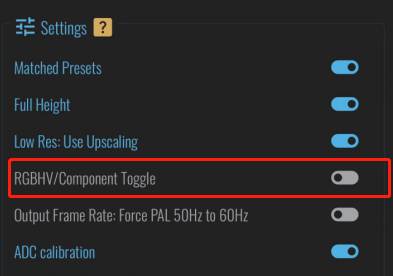 Settings ?
Matched Presets
Full Height
Low Res: Use Upscaling
RGBHV/Component Toggle
Output Frame Rate: Force PAL 50Hz to 60Hz
ADC calibration